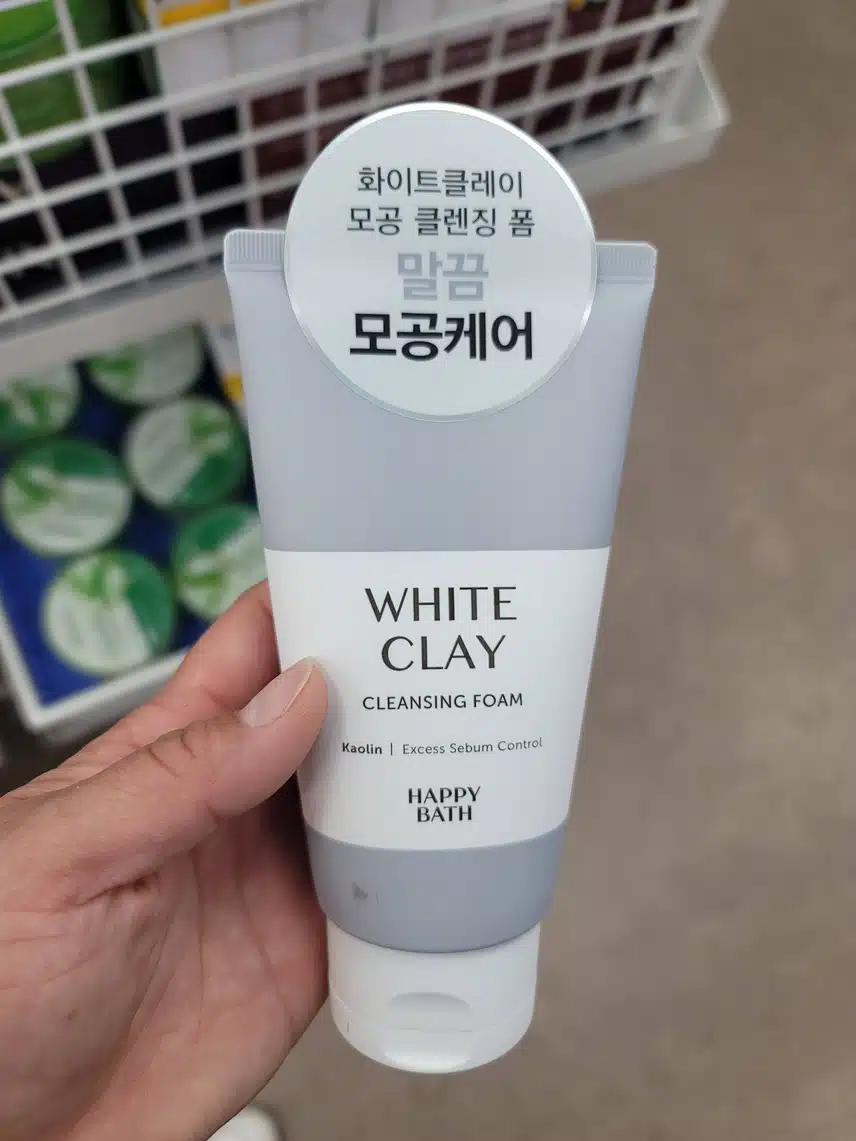 화이트클레이
모공 클렌징 폼
말끔
모공케어
WHITE
CLAY
CLEANSING FOAM
Kaolin | Excess Sebum Control
HAPPY
BATH